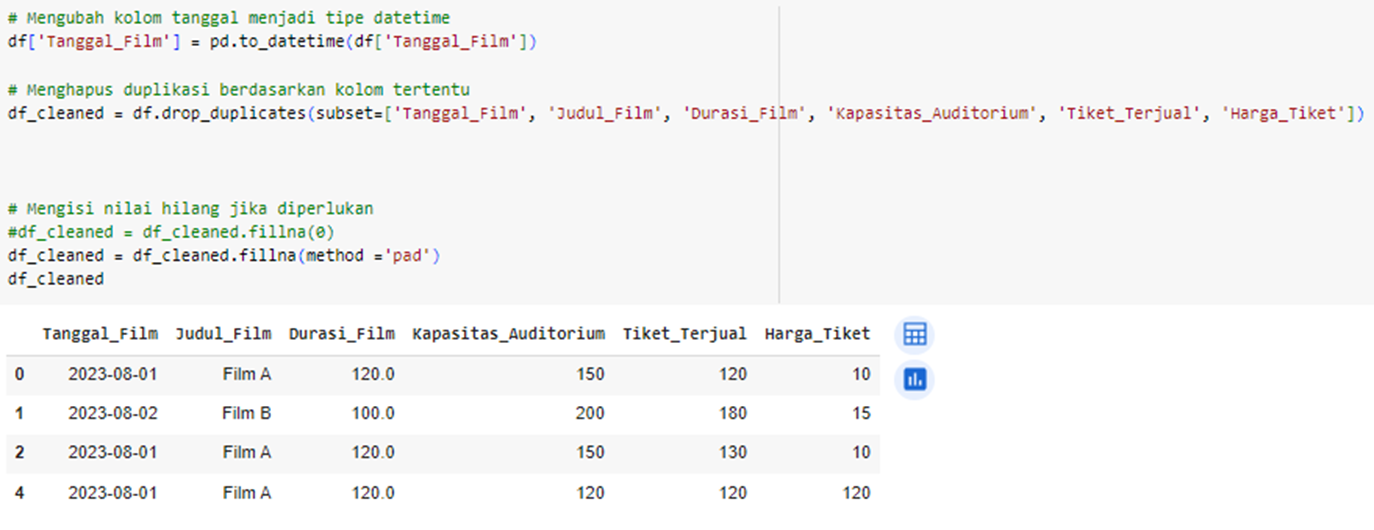 # Mengubah kolom tanggal menjadi tipe datetime
df['Tanggal_Film'] = pd.to_datetime(df['Tanggal_Film'])
# Menghapus duplikasi berdasarkan kolom tertentu
df_cleaned = df.drop_duplicates(subset=['Tanggal_Film', 'Judul_Film', 'Durasi_Film', 'Kapasitas_Auditorium', 'Tiket_Terjual', 'Harga_Tiket'])
# Mengisi nilai hilang jika diperlukan
#df_cleaned = df_cleaned.fillna(0)
df_cleaned = df_cleaned.fillna(method ='pad')
df_cleaned
Tanggal_Film Judul_Film Durasi_Film Kapasitas_Auditorium Tiket_Terjual Harga_Tiket
0 2023-08-01 Film A 120.0 150 120 10
1 2023-08-02 Film B 100.0 200 180 15
2 2023-08-01 Film A 120.0 150 130 10
4 2023-08-01 Film A 120.0 120 120 120